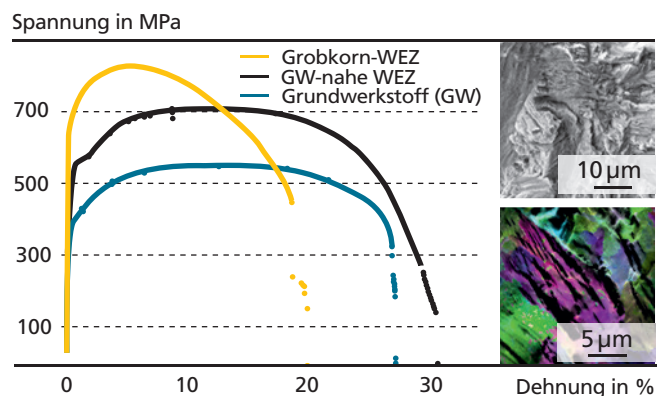 Spannung in MPa
Grobkorn-WEZ
GW-nahe WEZ
Grundwerkstoff (GW)
700
500
300
100
10 µm
5 µm
0 10 20 30 Dehnung in %